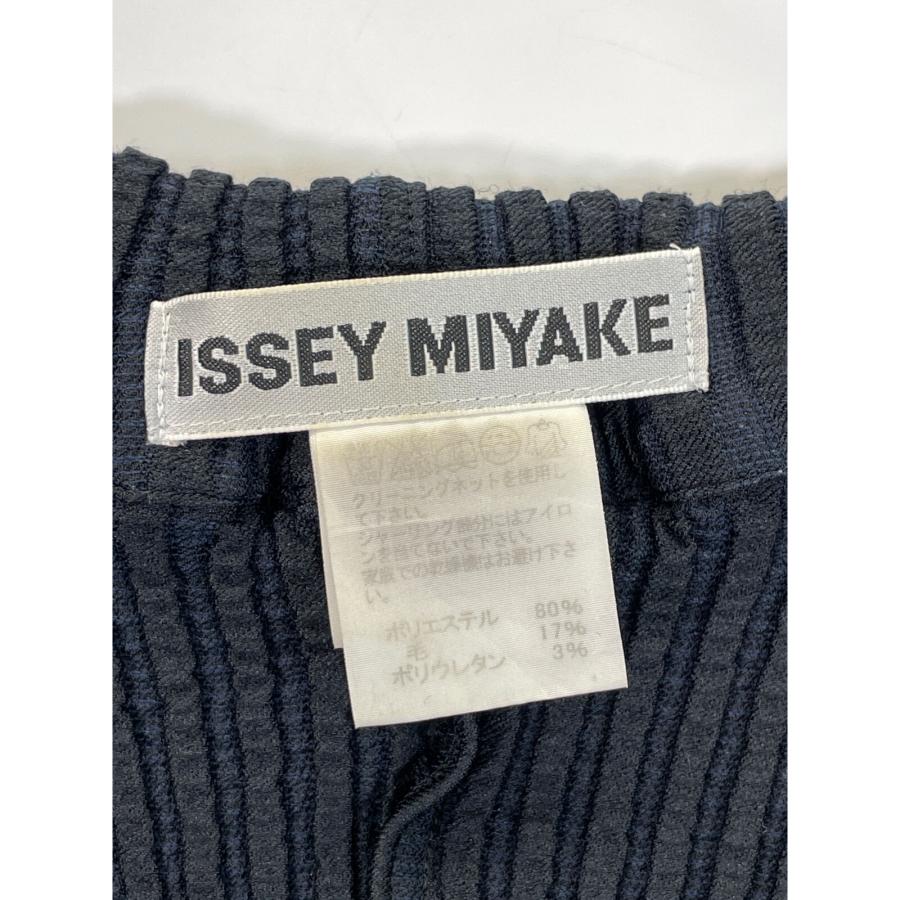 ISSEY MIYAKE
クリーニングネットを使用し
て下さい。
シャーリング部分にはアイロ
ンを当てないで下さい。
家庭での乾燥機はお避け下さ
い。
ポリエステル 80%
毛 17%
ポリウレタン 3%